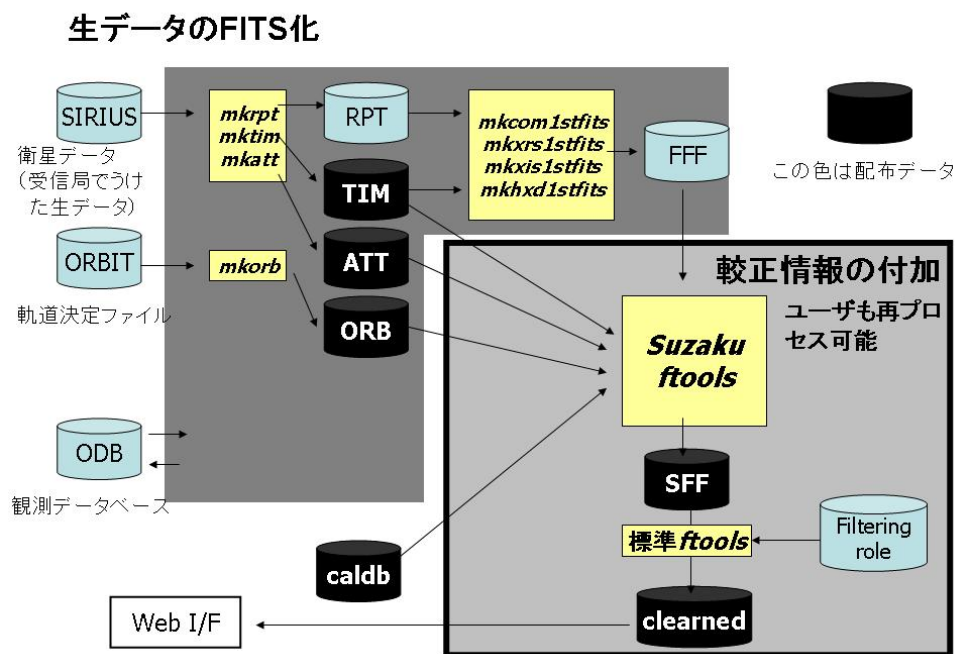 生データのFITS化
SIRIUS
衛星データ
(受信局でうけ
た生データ)
mkrpt
mktim
mkatt
RPT
TIM
mkcom1stfits
mkxrs1stfits
mkxis1stfits
mkhxd1stfits
FFF
この色は配布データ
ORBIT
軌道決定ファイル
mkorb
ATT
ORB
較正情報の付加
ユーザも再プロ
セス可能
Suzaku
ftools
ODB
観測データベース
SFF
標準ftools
Filtering
role
caldb
clearned
Web I/F